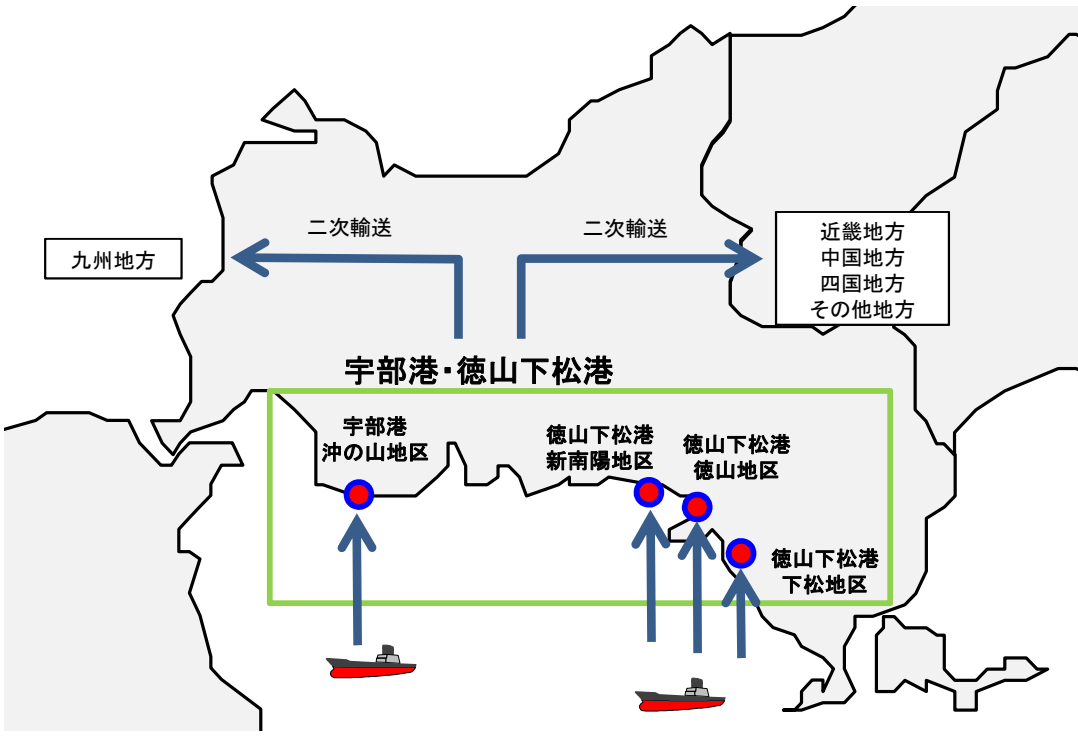 二次輸送
二次輸送
九州地方
近畿地方
中国地方
四国地方
その他地方
宇部港・徳山下松港
宇部港
沖の山地区
徳山下松港
新南陽地区
徳山下松港
徳山地区
徳山下松港
下松地区